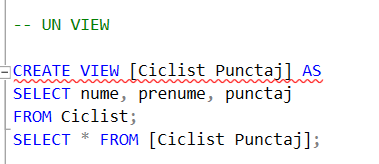 -- UN VIEW
CREATE VIEW [Ciclist Punctaj] AS
SELECT nume, prenume, punctaj
FROM Ciclist;
SELECT * FROM [Ciclist Punctaj];